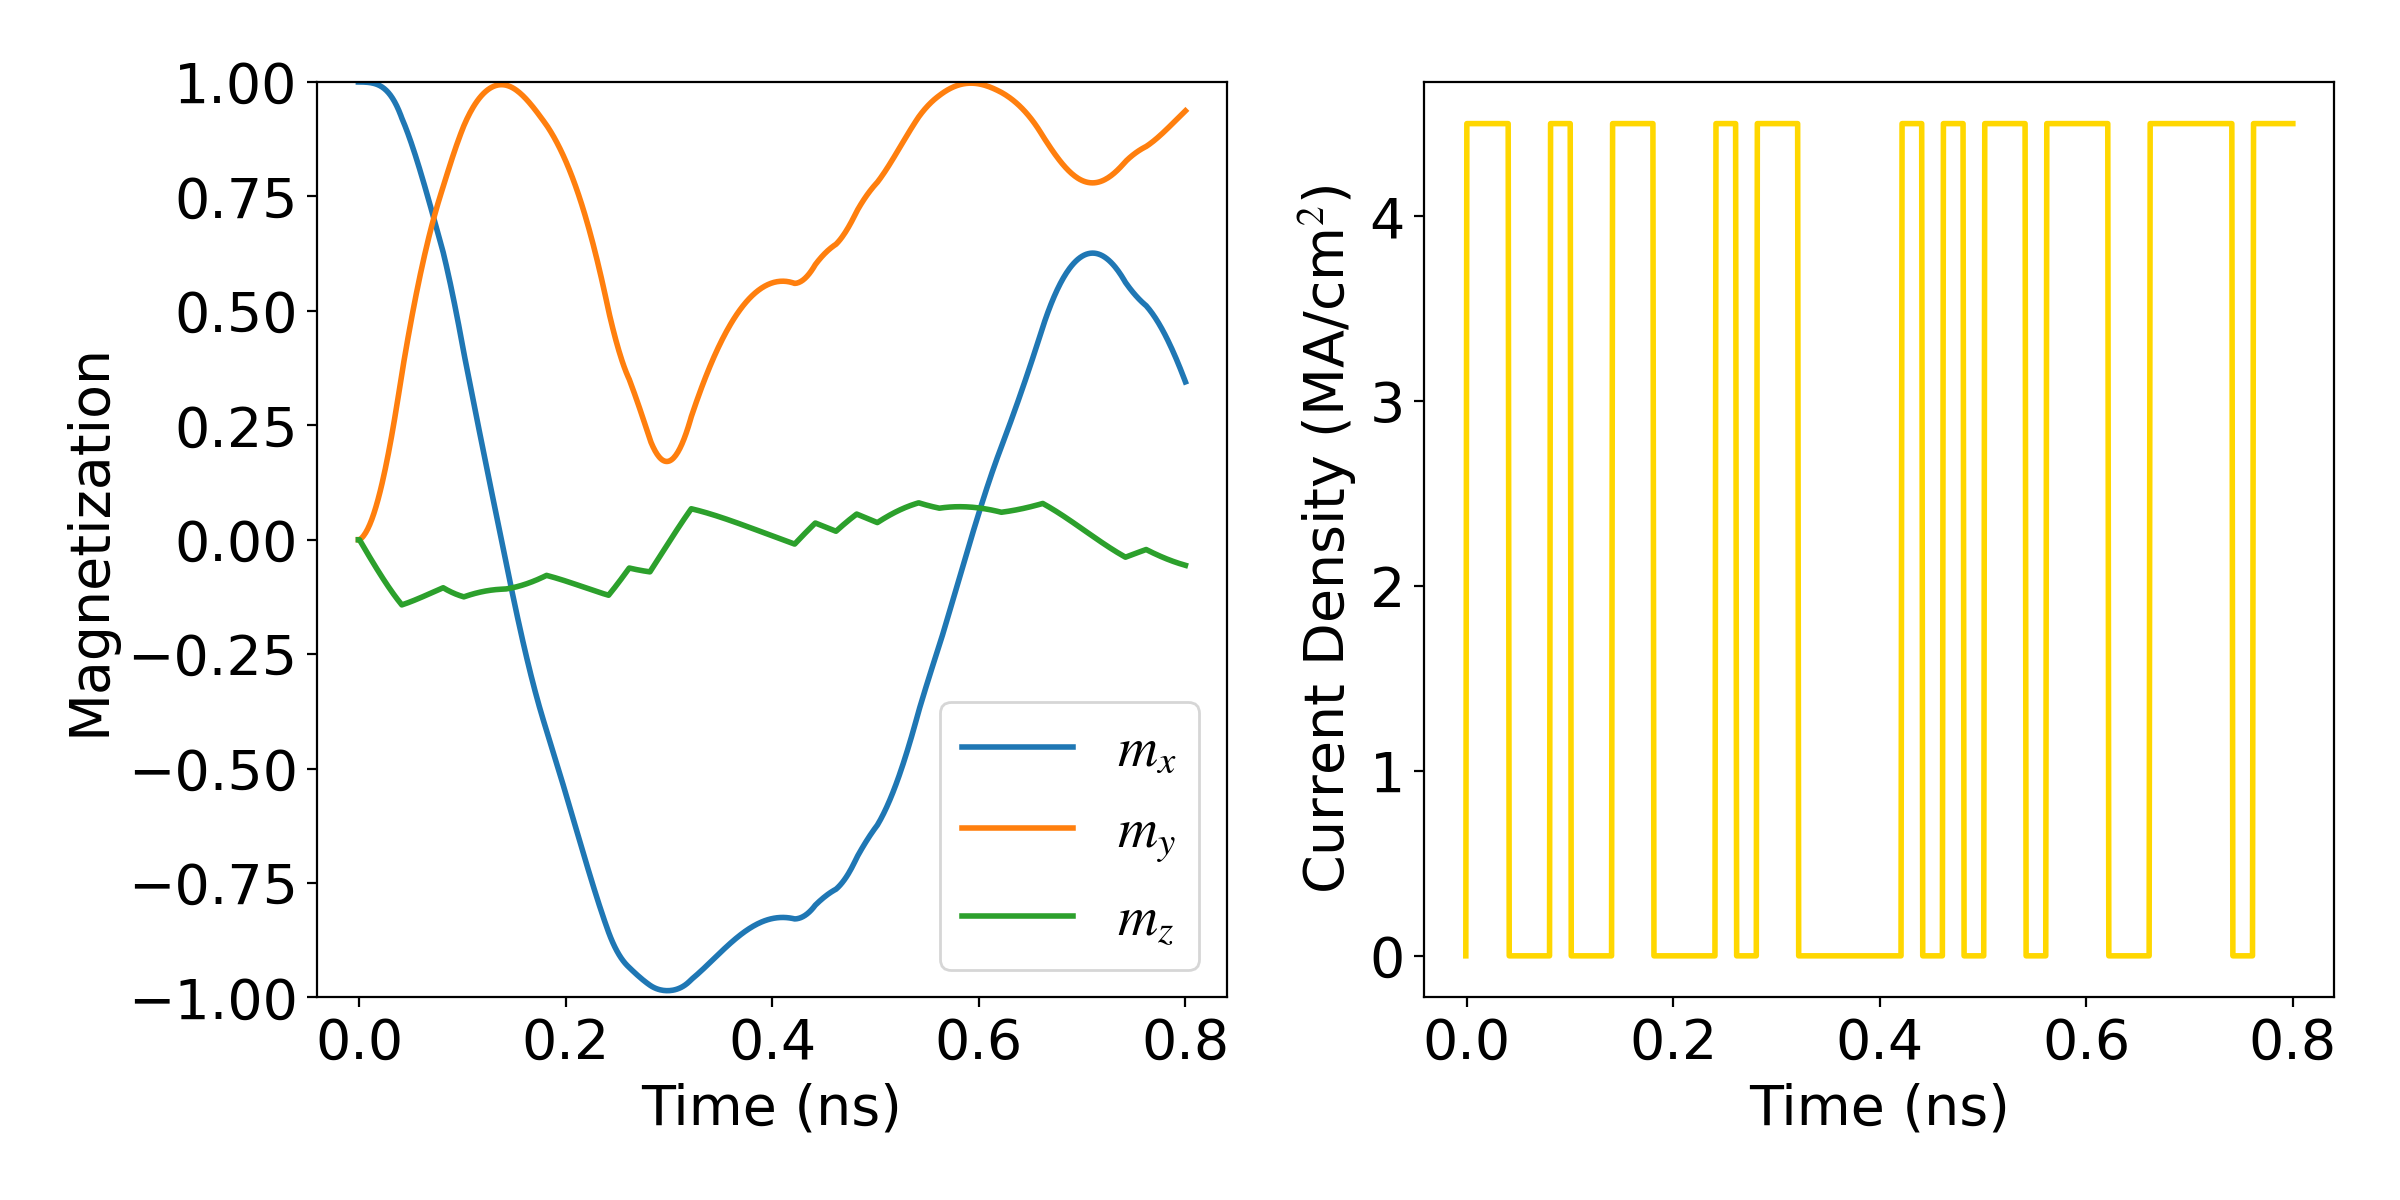 Magnetization
1.00
0.75
0.50
0.25
0.00
−0.25
−0.50
−0.75
−1.00
0.0 0.2 0.4 0.6 0.8
Time (ns)
m_x
m_y
m_z
Current Density (MA/cm²)
4
3
2
1
0
0.0 0.2 0.4 0.6 0.8
Time (ns)